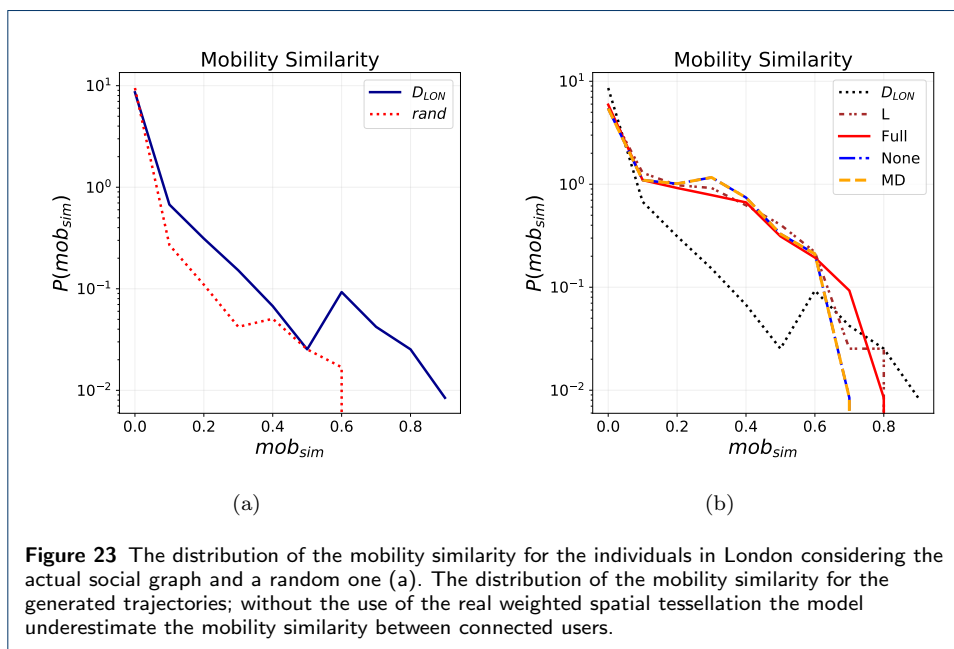 Mobility Similarity
P(mob_sim)
10^1
10^0
10^-1
10^-2
D_LON
rand
0.0 0.2 0.4 0.6 0.8
mob_sim
(a)
Mobility Similarity
P(mob_sim)
10^1
10^0
10^-1
10^-2
D_LON
L
Full
None
MD
0.0 0.2 0.4 0.6 0.8
mob_sim
(b)
Figure 23 The distribution of the mobility similarity for the individuals in London considering the
actual social graph and a random one (a). The distribution of the mobility similarity for the
generated trajectories; without the use of the real weighted spatial tessellation the model
underestimate the mobility similarity between connected users.